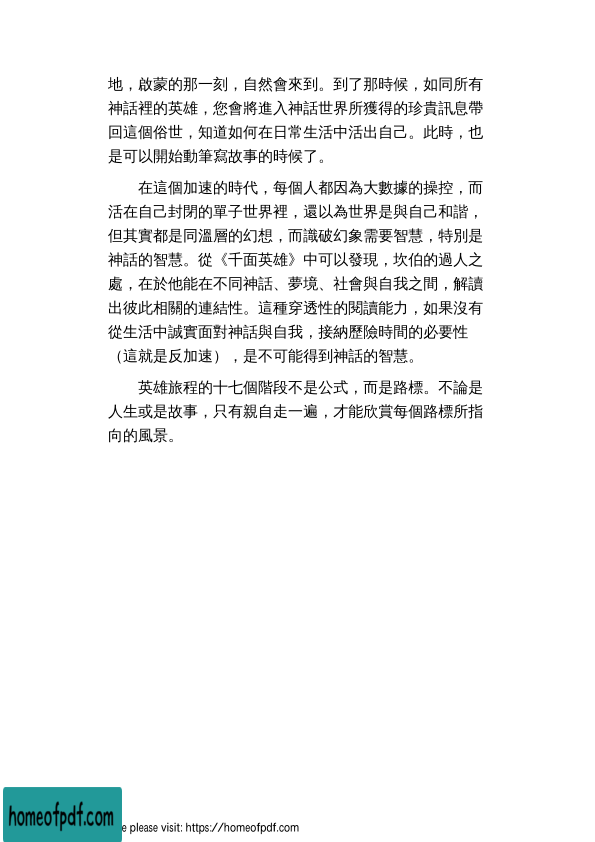 地，啟蒙的那一刻，自然會來到。到了那時候，如同所有
神話裡的英雄，您會將進入神話世界所獲得的珍貴訊息帶
回這個俗世，知道如何在日常生活中活出自己。此時，也
是可以開始動筆寫故事的時候了。
在這個加速的時代，每個人都因為大數據的操控，而
活在自己封閉的單子世界裡，還以為世界是與自己和諧，
但其實都是同溫層的幻想，而識破幻象需要智慧，特別是
神話的智慧。從《千面英雄》中可以發現，坎伯的過人之
處，在於他能在不同神話、夢境、社會與自我之間，解讀
出彼此相關的連結性。這種穿透性的閱讀能力，如果沒有
從生活中誠實面對神話與自我，接納歷險時間的必要性
（這就是反加速），是不可能得到神話的智慧。
英雄旅程的十七個階段不是公式，而是路標。不論是
人生或是故事，只有親自走一遍，才能欣賞每個路標所指
向的風景。
homeofpdf.com
please visit: https://homeofpdf.com